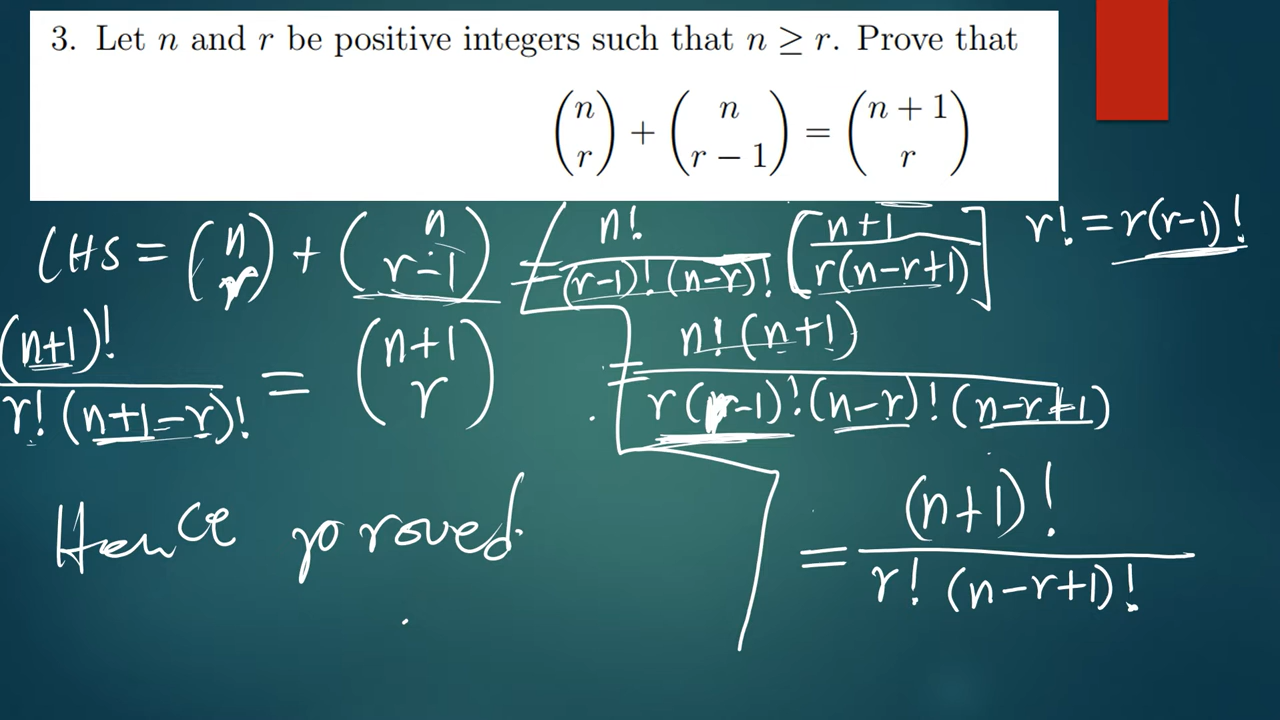 3. Let n and r be positive integers such that n ≥ r. Prove that
(n r) + (n r − 1) = (n + 1 r)
LHS = (n r) + (n r-1) = n! / (r-1)! (n-r)! [n+1 / r(n-r+1)]
r! = r(r-1)!
= n! (n+1) / r(r-1)! (n-r)! (n-r+1)
= (n+1)! / r! (n-r+1)!
(n+1)! / r! (n+1-r)! = (n+1 r)
Hence proved.